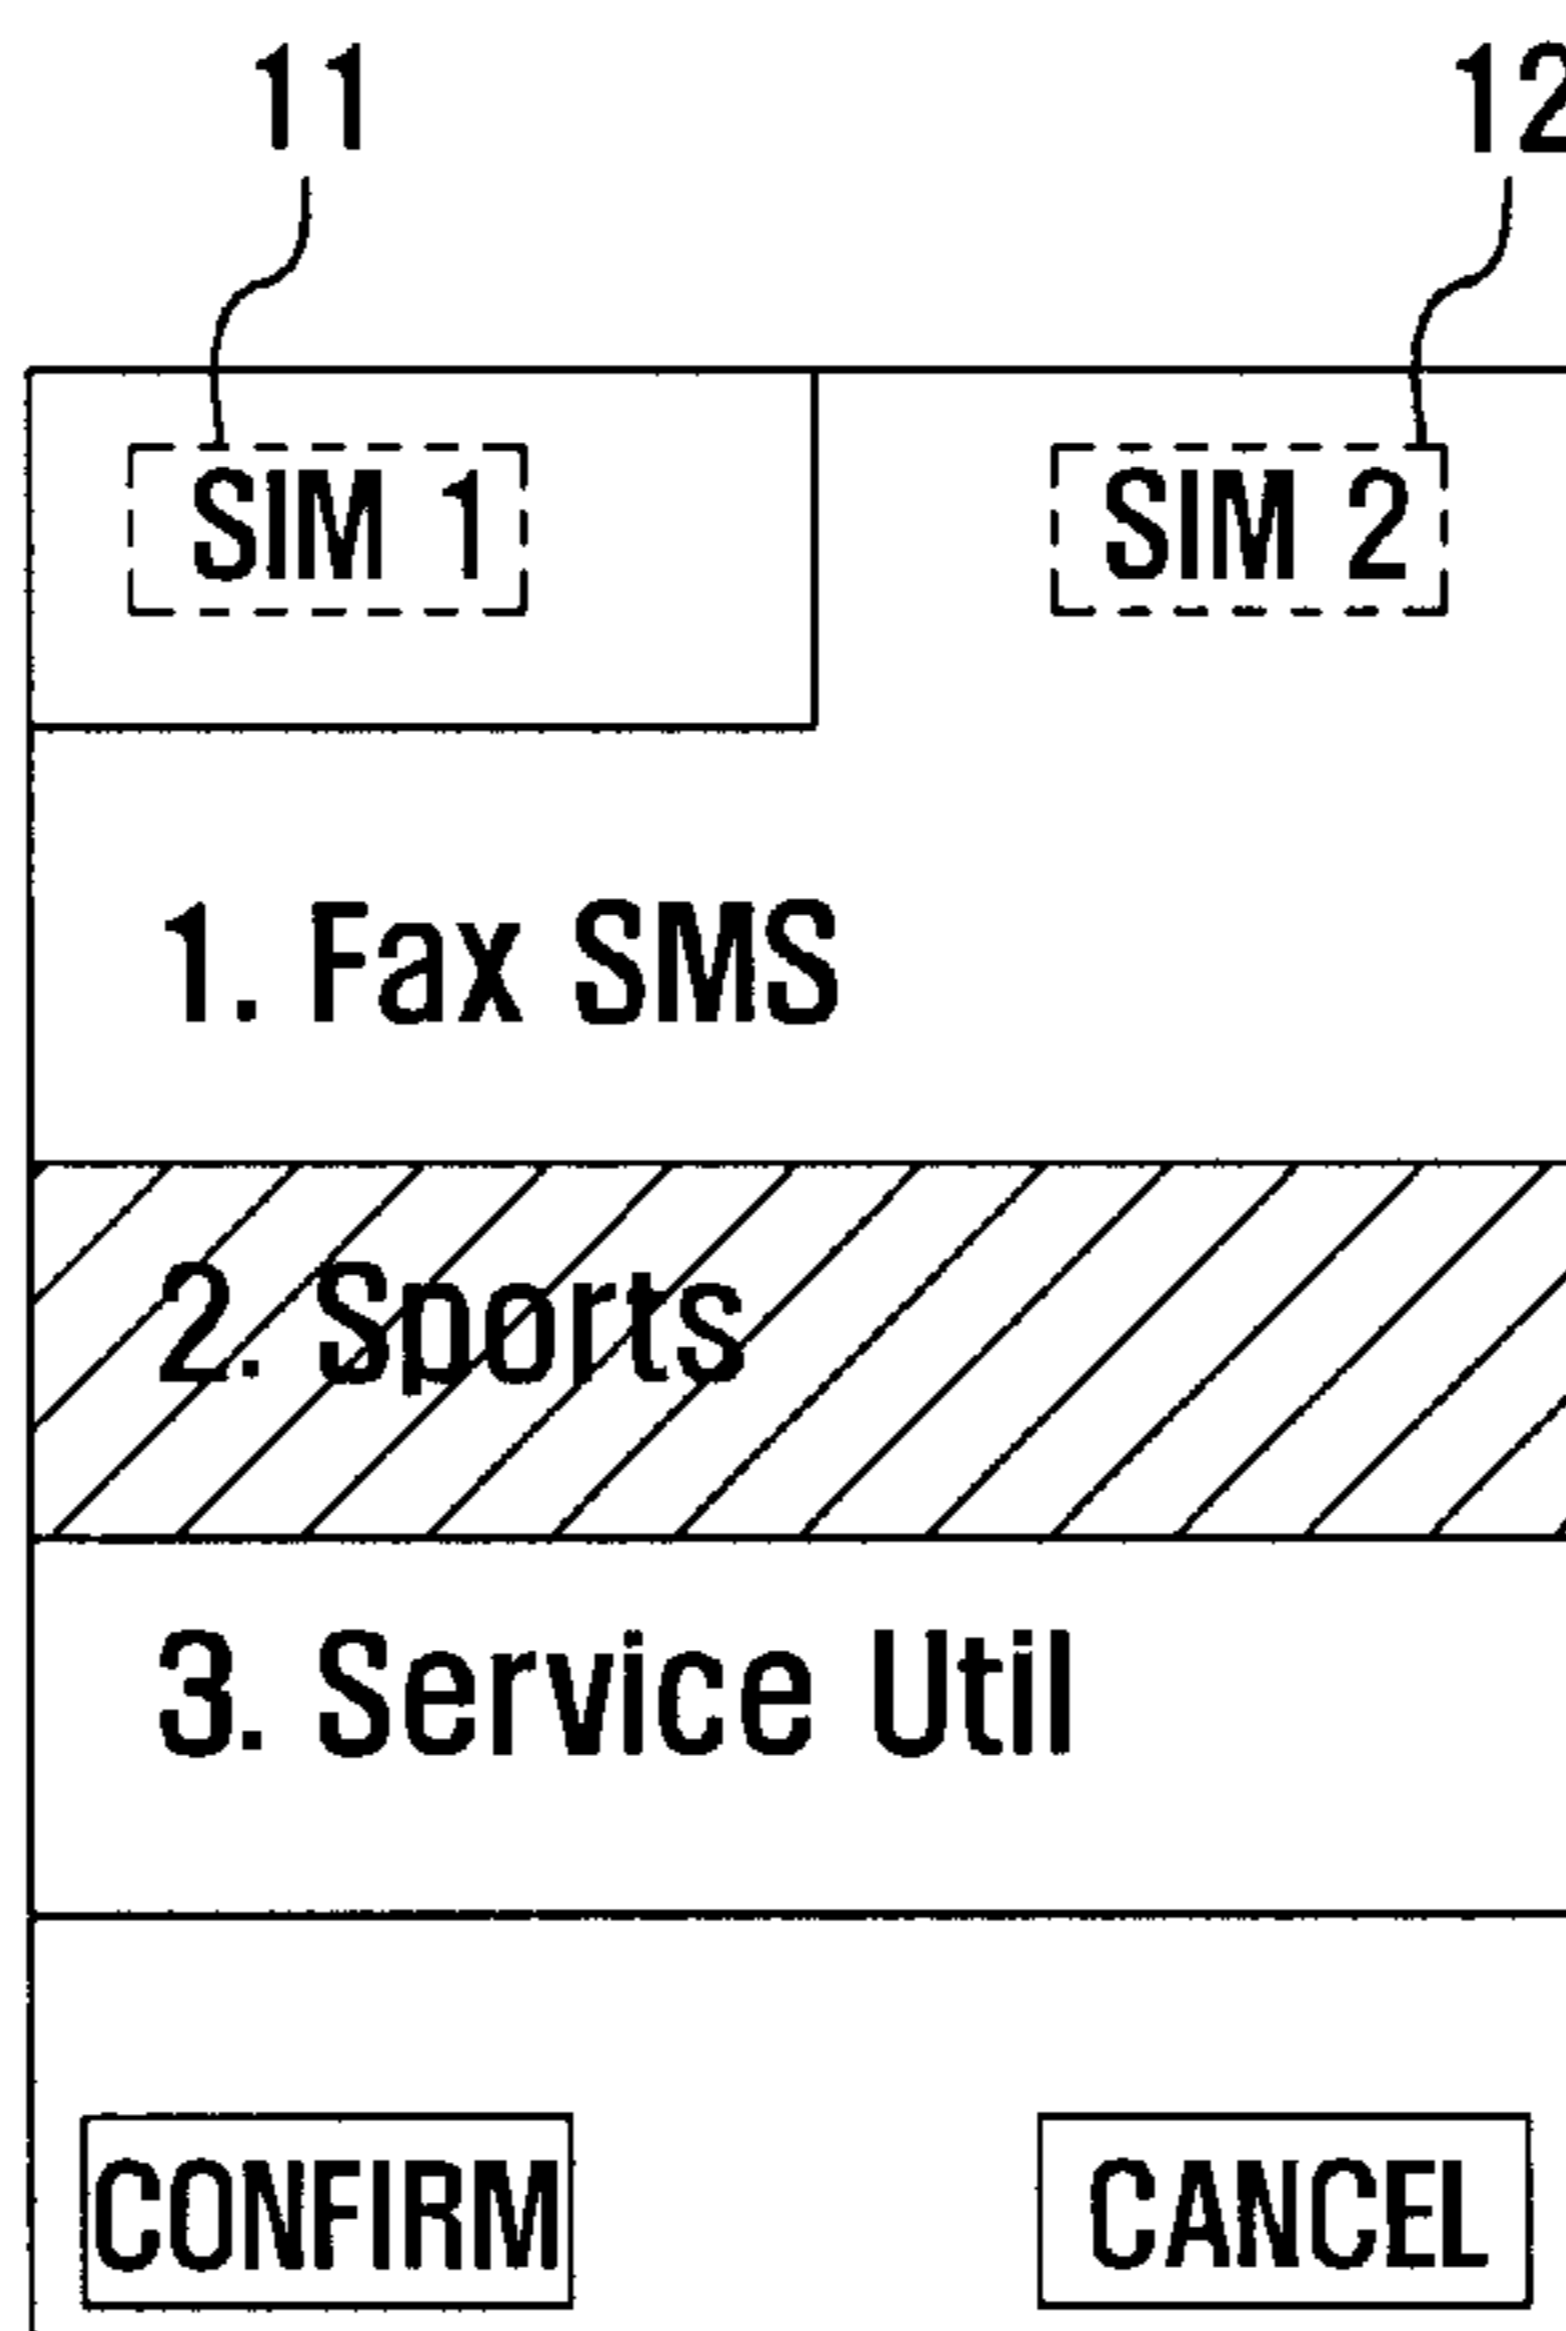 11 12
SIM 1 SIM 2
1. Fax SMS
2. Sports
3. Service Util
CONFIRM CANCEL